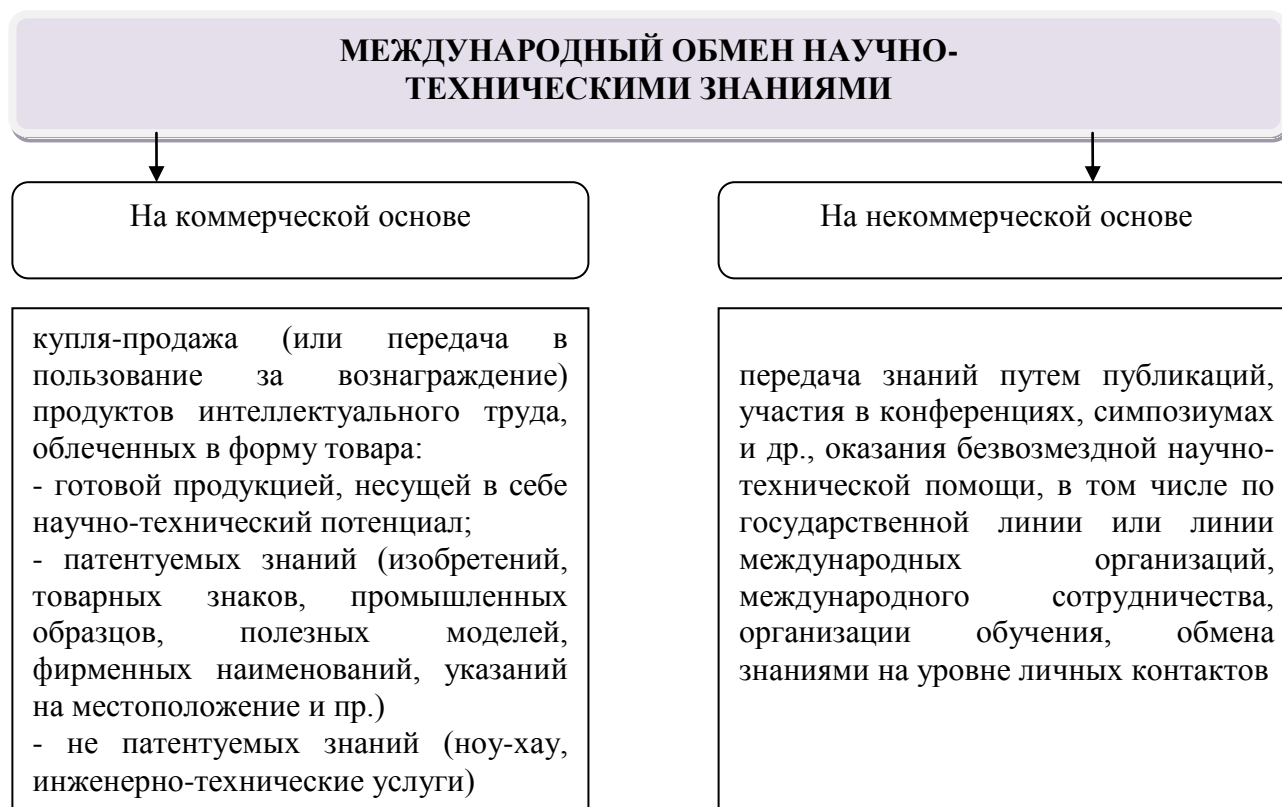 МЕЖДУНАРОДНЫЙ ОБМЕН НАУЧНО-
ТЕХНИЧЕСКИМИ ЗНАНИЯМИ
На коммерческой основе
купля-продажа (или передача в
пользование за вознаграждение)
продуктов интеллектуального труда,
облеченных в форму товара:
- готовой продукцией, несущей в себе
научно-технический потенциал;
- патентуемых знаний (изобретений,
товарных знаков, промышленных
образцов, полезных моделей,
фирменных наименований, указаний
на местоположение и пр.)
- не патентуемых знаний (ноу-хау,
инженерно-технические услуги)
На некоммерческой основе
передача знаний путем публикаций,
участия в конференциях, симпозиумах
и др., оказания безвозмездной научно-
технической помощи, в том числе по
государственной линии или линии
международных организаций,
международного сотрудничества,
организации обучения, обмена
знаниями на уровне личных контактов